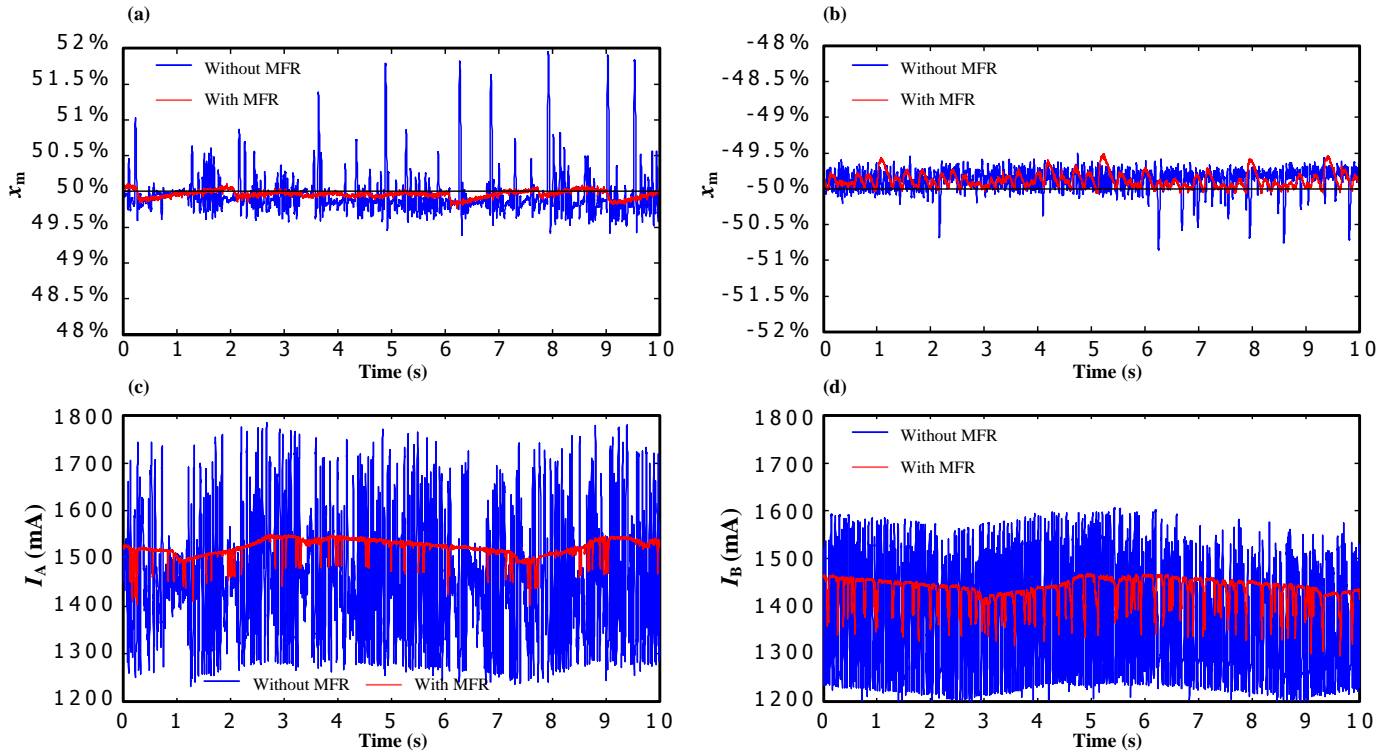 (a)
52%
51.5%
51%
50.5%
50%
49.5%
49%
48.5%
48%
xm
Without MFR
With MFR
0 1 2 3 4 5 6 7 8 9 10
Time (s)
(b)
-48%
-48.5%
-49%
-49.5%
-50%
-50.5%
-51%
-51.5%
-52%
xm
Without MFR
With MFR
0 1 2 3 4 5 6 7 8 9 10
Time (s)
(c)
1800
1700
1600
1500
1400
1300
1200
IA (mA)
Without MFR With MFR
0 1 2 3 4 5 6 7 8 9 10
Time (s)
(d)
1800
1700
1600
1500
1400
1300
1200
IB (mA)
Without MFR
With MFR
0 1 2 3 4 5 6 7 8 9 10
Time (s)